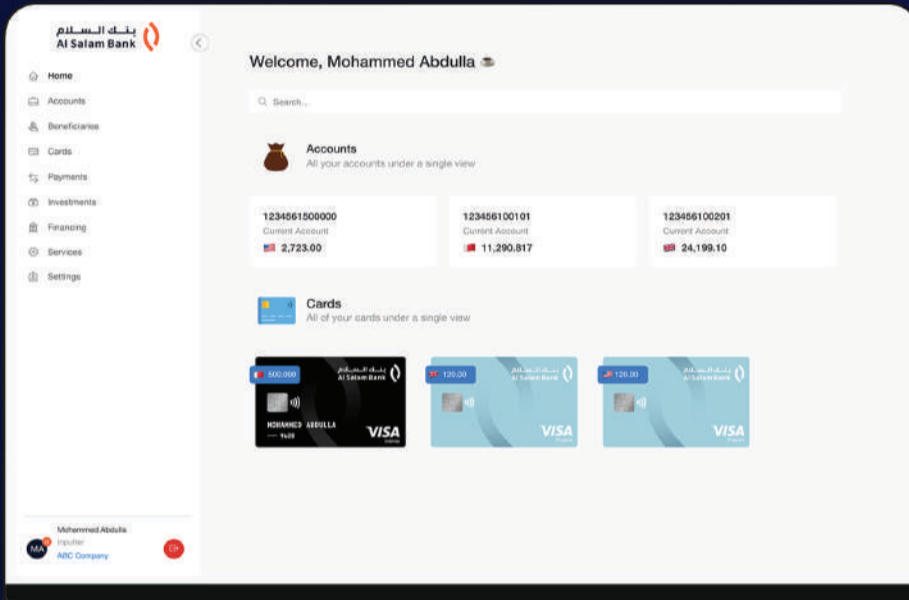 بنك السلام
Al Salam Bank
Home
Accounts
Beneficiaries
Cards
Payments
Investments
Financing
Services
Settings
Mohammed Abdulla
Inputter
ABC Company
MA
Welcome, Mohammed Abdulla
Search...
Accounts
All your accounts under a single view
1234561500000
Current Account
2,723.00
123456100101
Current Account
11,290.817
123456100201
Current Account
24,199.10
Cards
All of your cards under a single view
500.000
بنك السلام
Al Salam Bank
MOHAMMED ABDULLA
VISA
120.00
بنك السلام
Al Salam Bank
VISA
120.00
بنك السلام
Al Salam Bank
VISA